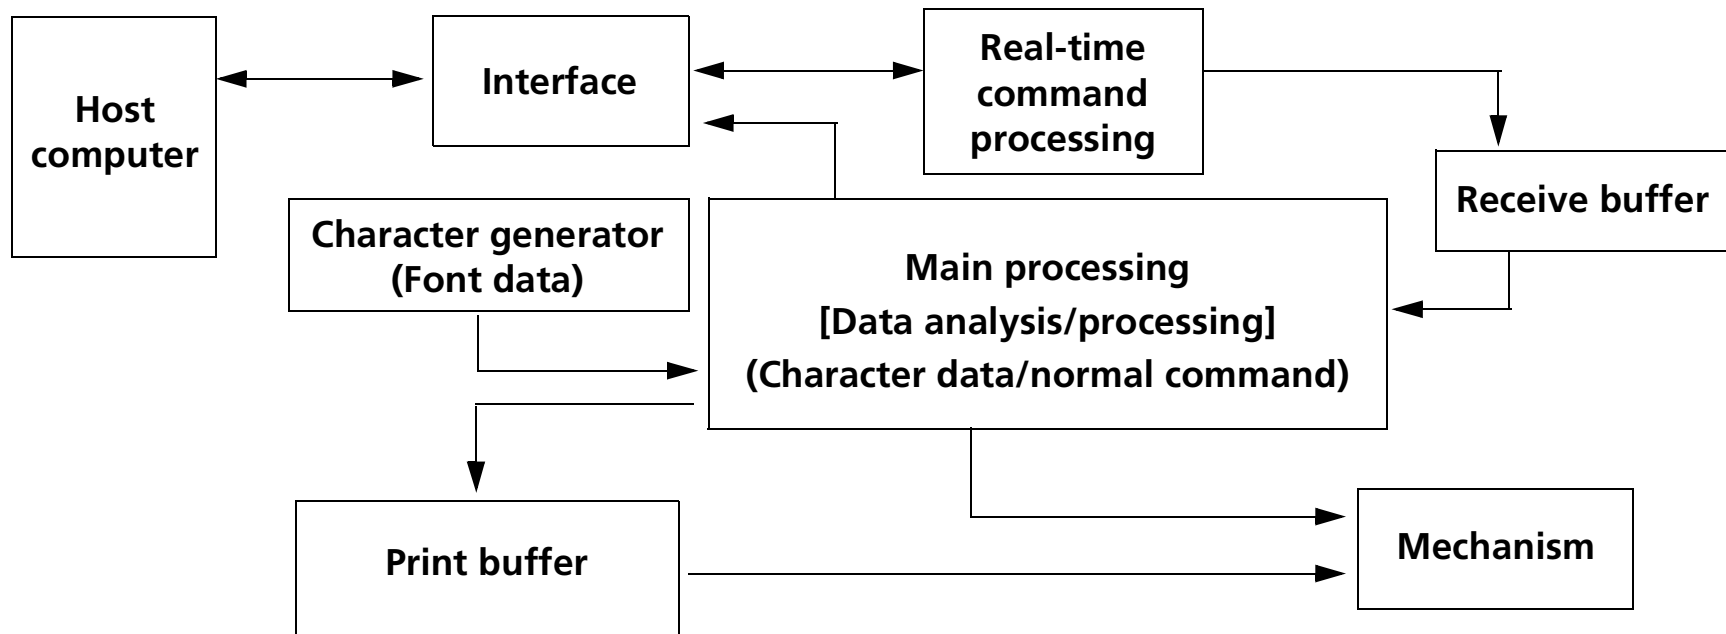 Host
computer
Interface
Real-time
command
processing
Receive buffer
Character generator
(Font data)
Main processing
[Data analysis/processing]
(Character data/normal command)
Print buffer
Mechanism